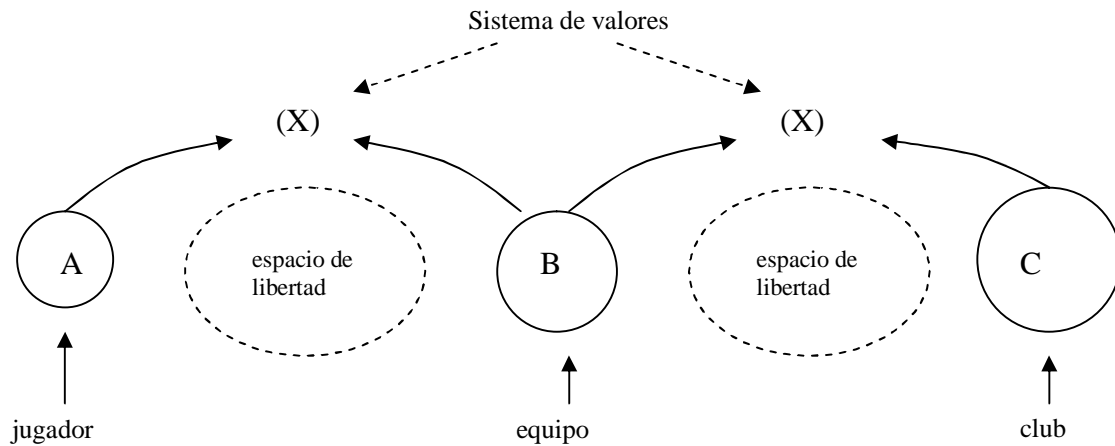 Sistema de valores
(X)
(X)
A
espacio de
libertad
B
espacio de
libertad
C
jugador
equipo
club